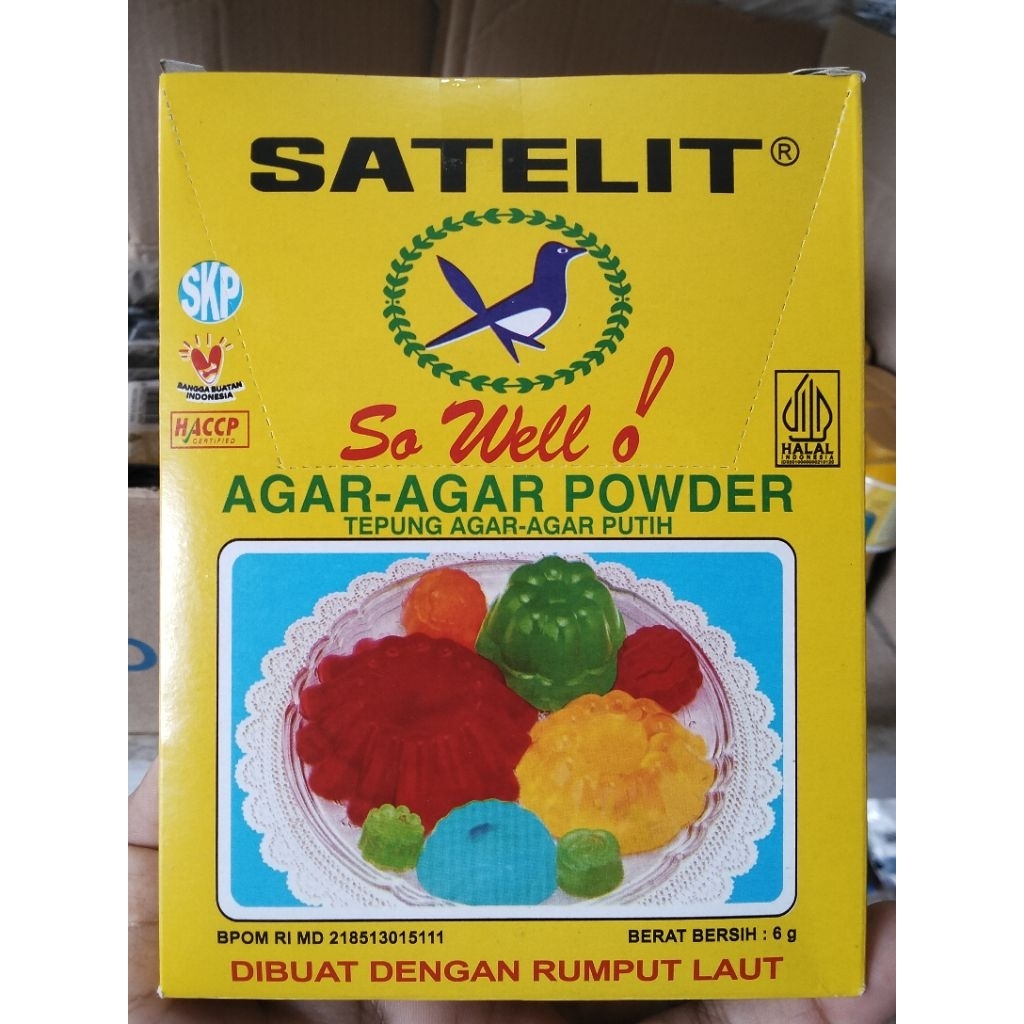 SATELIT®
SKP
BANGGA BUATAN
INDONESIA
HACCP
CERTIFIED
So Well !
HALAL
INDONESIA
AGAR-AGAR POWDER
TEPUNG AGAR-AGAR PUTIH
BPOM RI MD 218513015111
BERAT BERSIH : 6 g
DIBUAT DENGAN RUMPUT LAUT